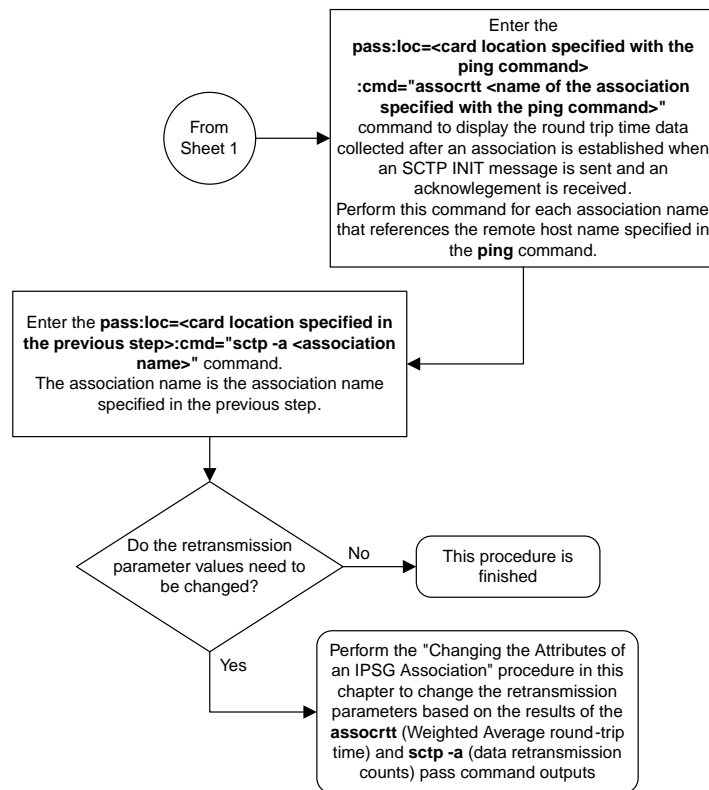 From
Sheet 1
Enter the
pass:loc=<card location specified with the
ping command>
:cmd="assocrtt <name of the association
specified with the ping command>"
command to display the round trip time data
collected after an association is established when
an SCTP INIT message is sent and an
acknowlegement is received.
Perform this command for each association name
that references the remote host name specified in
the ping command.
Enter the pass:loc=<card location specified in
the previous step>:cmd="sctp -a <association
name>" command.
The association name is the association name
specified in the previous step.
Do the retransmission
parameter values need to
be changed?
No
This procedure is
finished
Yes
Perform the "Changing the Attributes of
an IPSG Association" procedure in this
chapter to change the retransmission
parameters based on the results of the
assocrtt (Weighted Average round-trip
time) and sctp -a (data retransmission
counts) pass command outputs